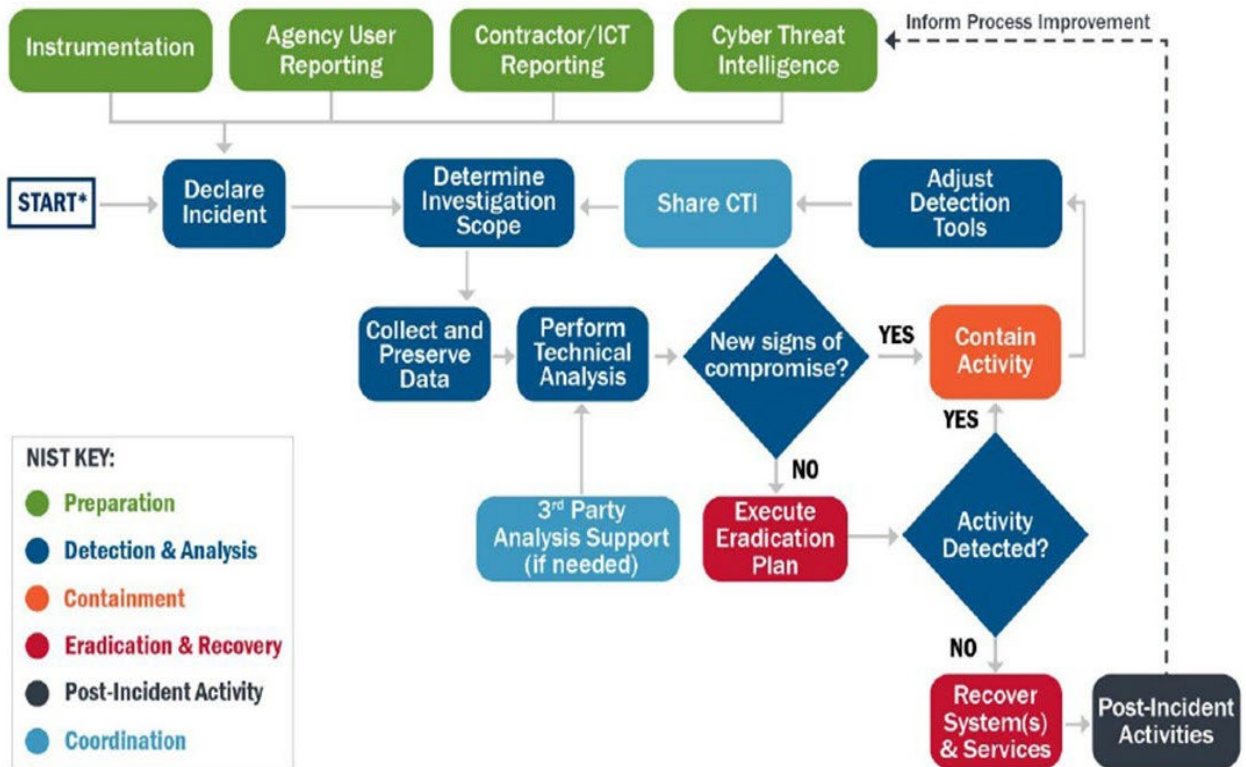 Instrumentation
Agency User
Reporting
Contractor/ICT
Reporting
Cyber Threat
Intelligence
Inform Process Improvement
START*
Declare
Incident
Determine
Investigation
Scope
Share CTI
Adjust
Detection
Tools
Collect and
Preserve
Data
Perform
Technical
Analysis
New signs of
compromise?
YES
Contain
Activity
YES
NO
3rd Party
Analysis Support
(if needed)
Execute
Eradication
Plan
Activity
Detected?
NO
Recover
System(s)
& Services
Post-Incident
Activities
NIST KEY:
Preparation
Detection & Analysis
Containment
Eradication & Recovery
Post-Incident Activity
Coordination